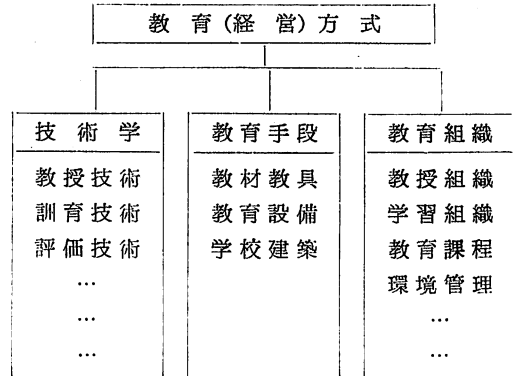 教育(経営)方式
技術学
教授技術
訓育技術
評価技術
…
…
…
教育手段
教材教具
教育設備
学校建築
教育組織
教授組織
学習組織
教育課程
環境管理
…
…